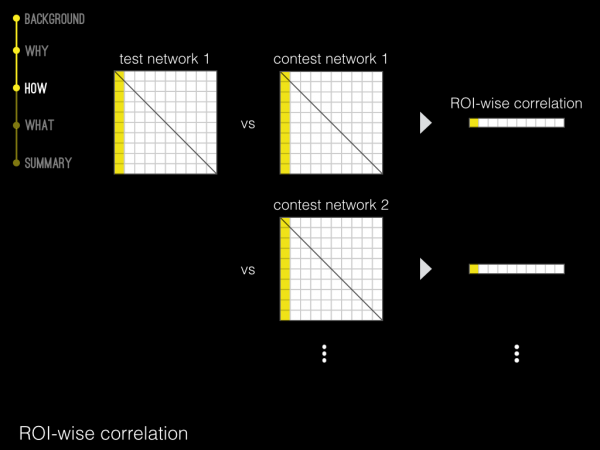 BACKGROUND
WHY
HOW
WHAT
SUMMARY
test network 1
contest network 1
vs
ROI-wise correlation
contest network 2
vs
ROI-wise correlation